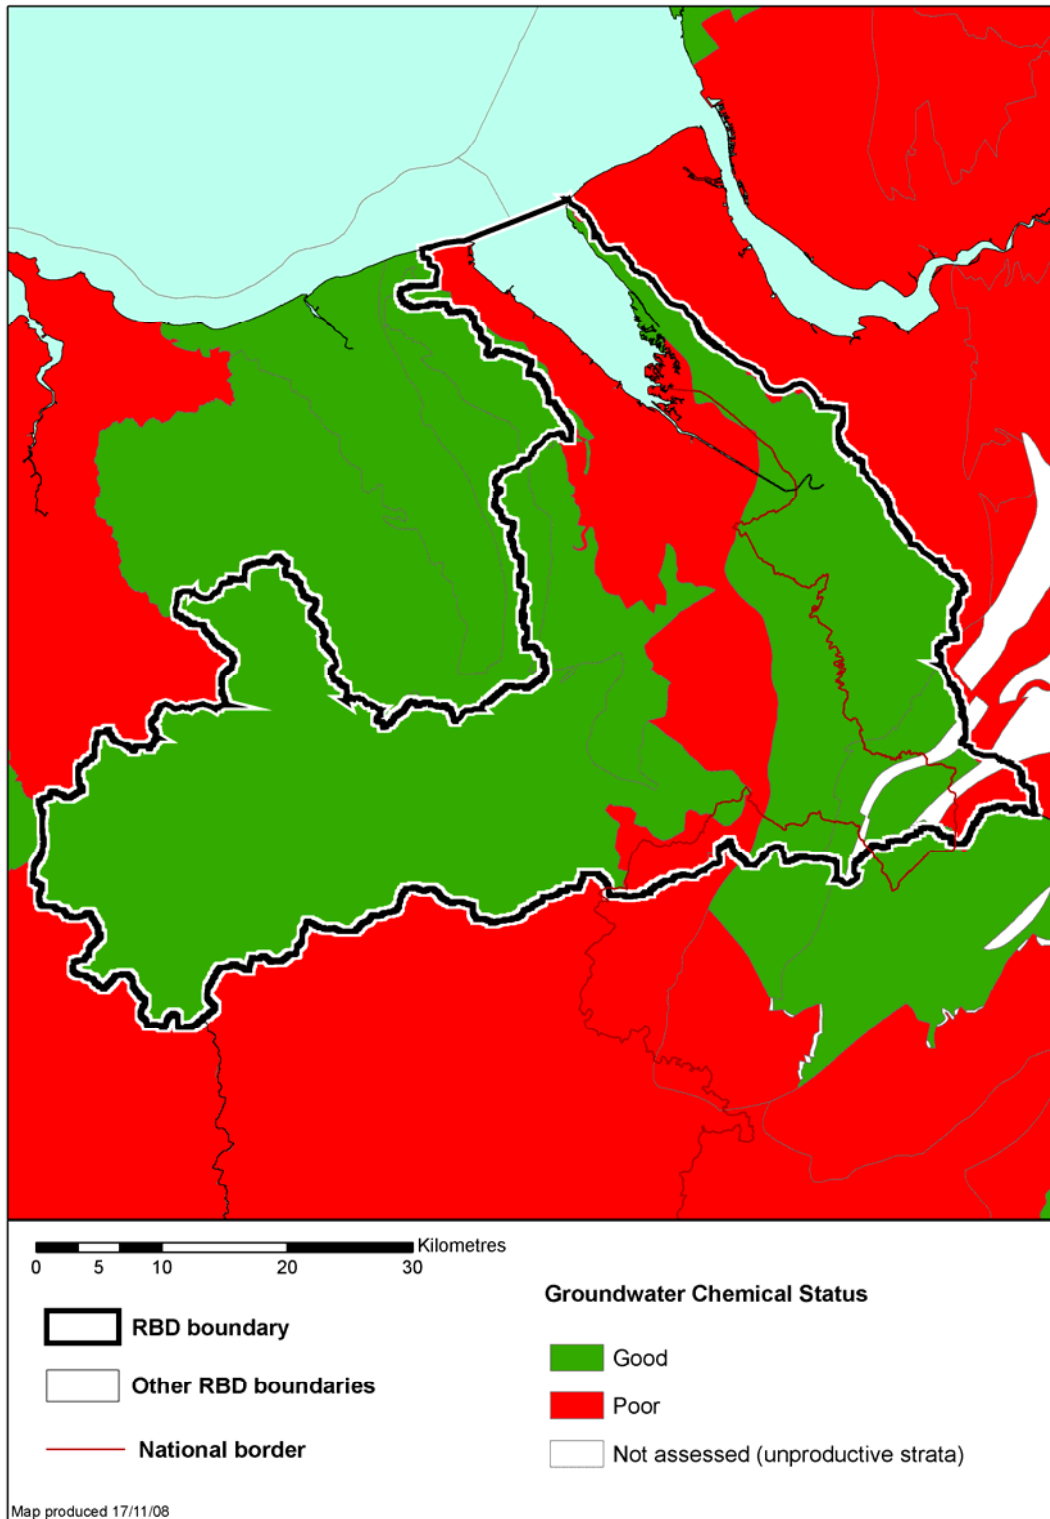 Kilometres
0 5 10 20 30
RBD boundary
Other RBD boundaries
National border
Groundwater Chemical Status
Good
Poor
Not assessed (unproductive strata)
Map produced 17/11/08